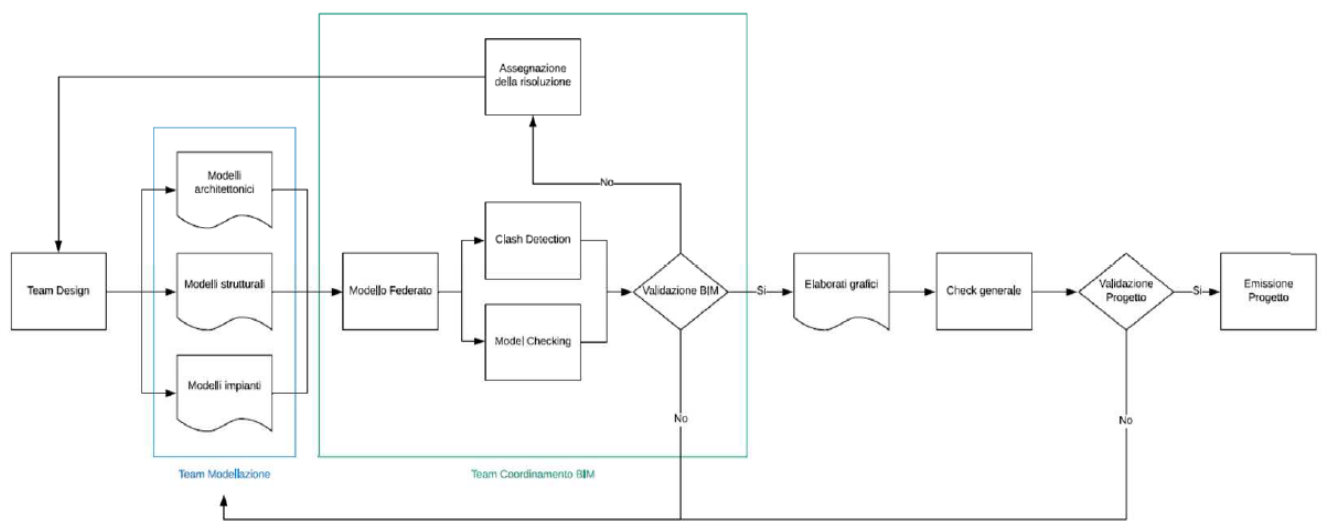 Assegnazione
della risoluzione
Modelli
architettonici
No
Clash Detection
Team Design
Modelli strutturali
Modello Federato
Validazione BIM
Si
Elaborati grafici
Check generale
Validazione
Progetto
Si
Emissione
Progetto
Model Checking
Modelli impianti
No
No
Team Modellazione
Team Coordinamento BIM